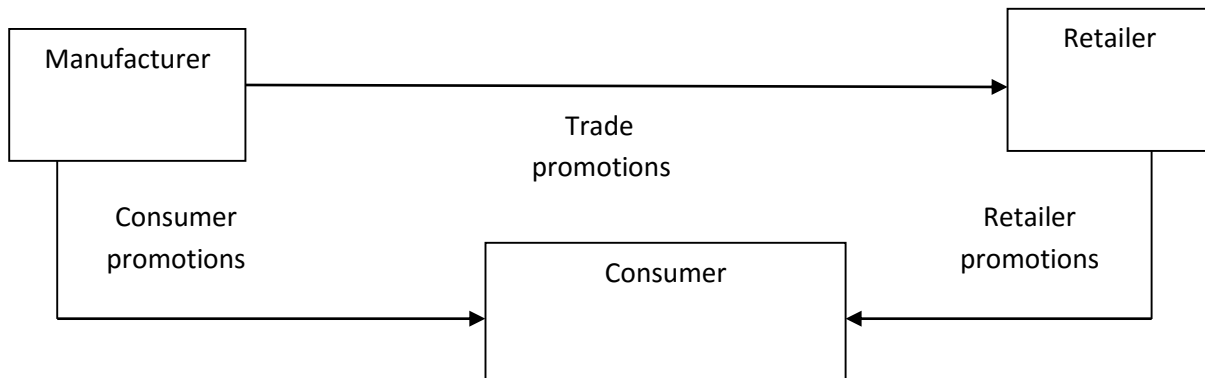 Retailer
Manufacturer
Trade
promotions
Consumer
promotions
Retailer
promotions
Consumer